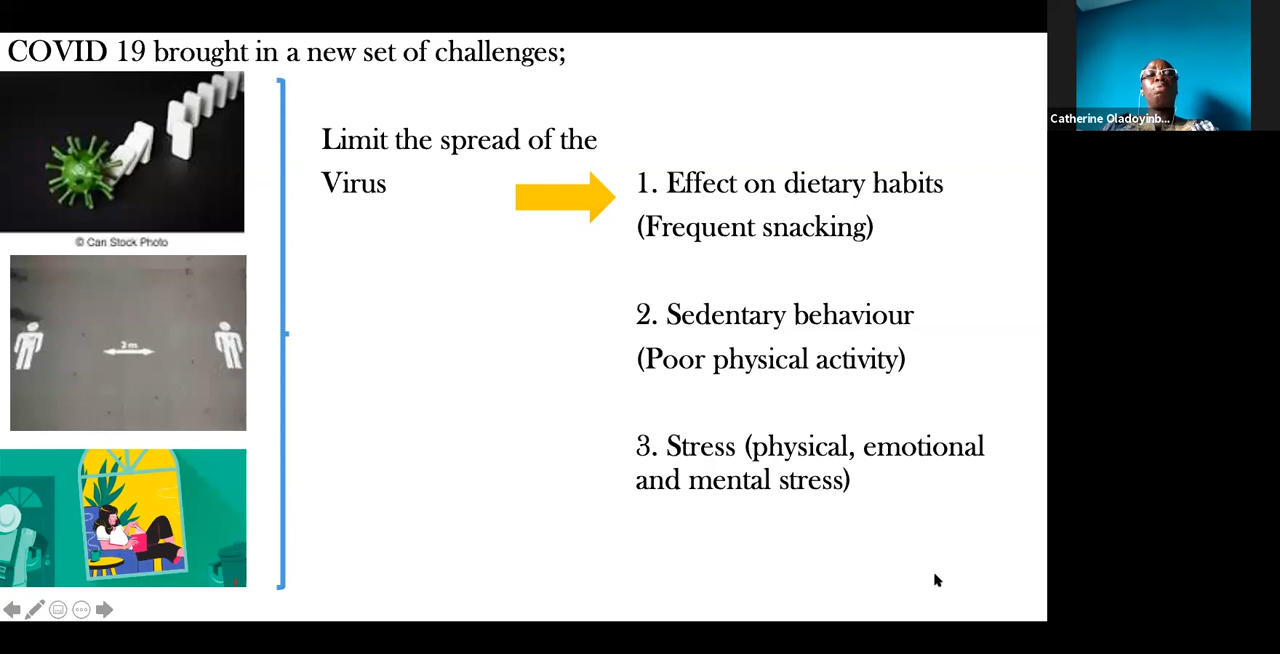 COVID 19 brought in a new set of challenges;
Limit the spread of the
Virus
1. Effect on dietary habits
(Frequent snacking)
2. Sedentary behaviour
(Poor physical activity)
3. Stress (physical, emotional
and mental stress)
© Can Stock Photo
2 m
Catherine Oladoyinb...